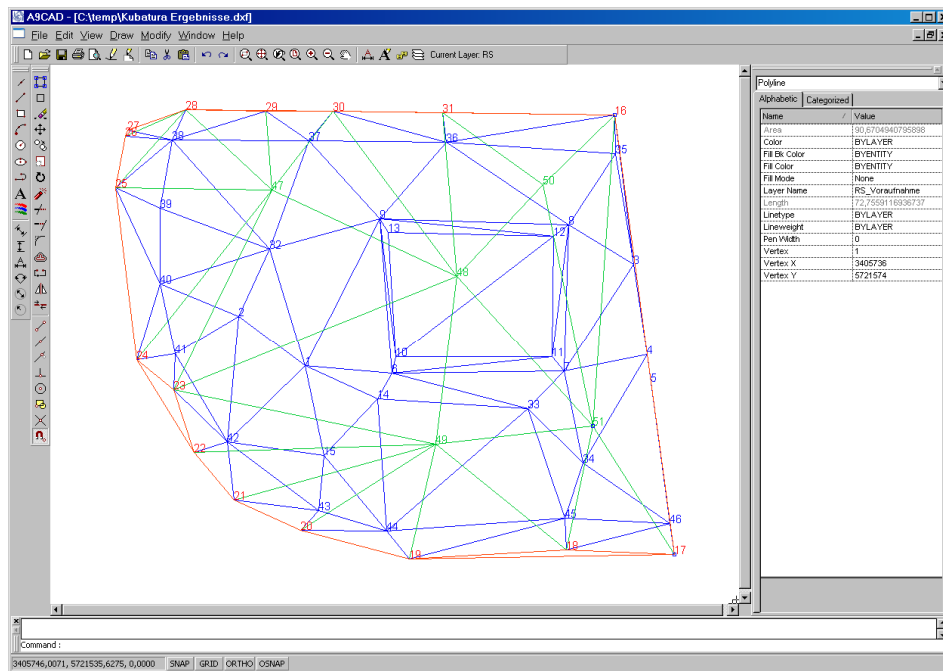 A9CAD - [C:\temp\Kubatura Ergebnisse.dxf]
File Edit View Draw Modify Window Help
Current Layer: RS
Polyline
Alphabetic Categorized
Name / Value
Area 90,6704940795898
Color BYLAYER
Fill Bk Color BYENTITY
Fill Color BYENTITY
Fill Mode None
Layer Name RS_Voraufnahme
Length 72,7559116936737
Linetype BYLAYER
Lineweight BYLAYER
Pen Width 0
Vertex 1
Vertex X 3405736
Vertex Y 5721574
28 29 30 31 16
27
26 38 37 36
35
25 47 50
39
9 13 8
12
32
3
48
40
2
41 10 11 4
24
1 6 5
23
14
33
51
42 49
22 15
34
21
43 45
20 44 46
19 18 17
Command :
3405746,0071, 5721535,6275, 0,0000 SNAP GRID ORTHO OSNAP